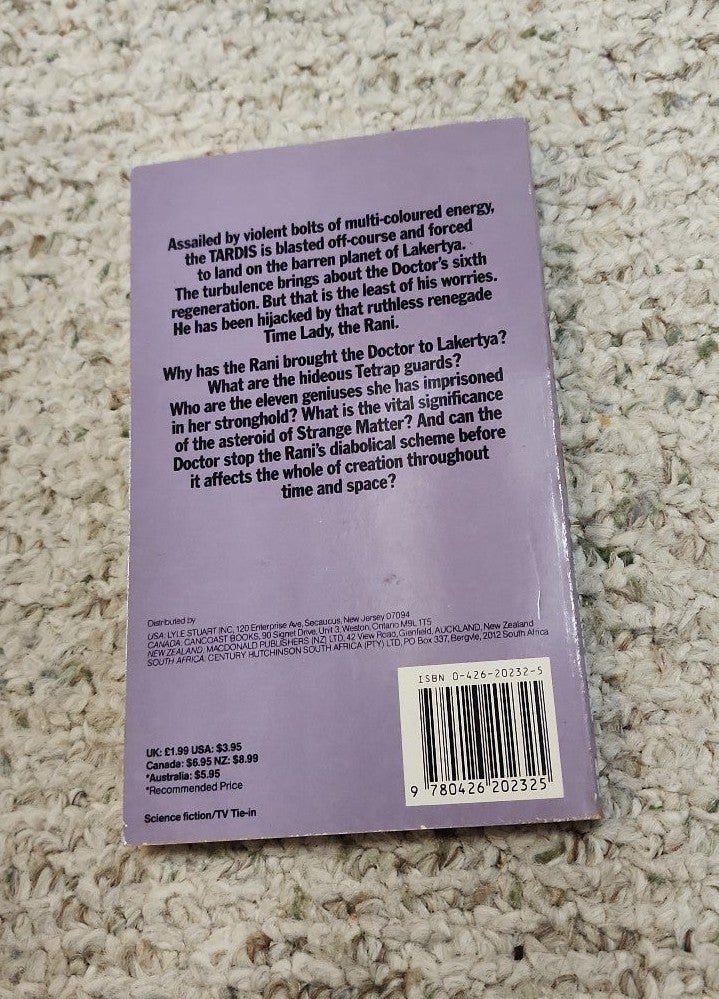 Assailed by violent bolts of multi-coloured energy,
the TARDIS is blasted off-course and forced
to land on the barren planet of Lakertya.
The turbulence brings about the Doctor's sixth
regeneration. But that is the least of his worries.
He has been hijacked by that ruthless renegade
Time Lady, the Rani.
Why has the Rani brought the Doctor to Lakertya?
What are the hideous Tetrap guards?
Who are the eleven geniuses she has imprisoned
in her stronghold? What is the vital significance
of the asteroid of Strange Matter? And can the
Doctor stop the Rani's diabolical scheme before
it affects the whole of creation throughout
time and space?
Distributed by
USA: LYLE STUART INC, 120 Enterprise Ave, Secaucus, New Jersey 07094
CANADA: CANCOAST BOOKS, 90 Signet Drive, Unit 3, Weston, Ontario M9L 1T5
NEW ZEALAND: MACDONALD PUBLISHERS (NZ) LTD, 42 View Road, Glenfield, AUCKLAND, New Zealand
SOUTH AFRICA: CENTURY HUTCHINSON SOUTH AFRICA (PTY) LTD, PO Box 337, Bergvle, 2012 South Africa
ISBN 0-426-20232-5
UK: £1.99 USA: $3.95
Canada: $6.95 NZ: $8.99
*Australia: $5.95
*Recommended Price
Science fiction/TV Tie-in
9 780426 202325